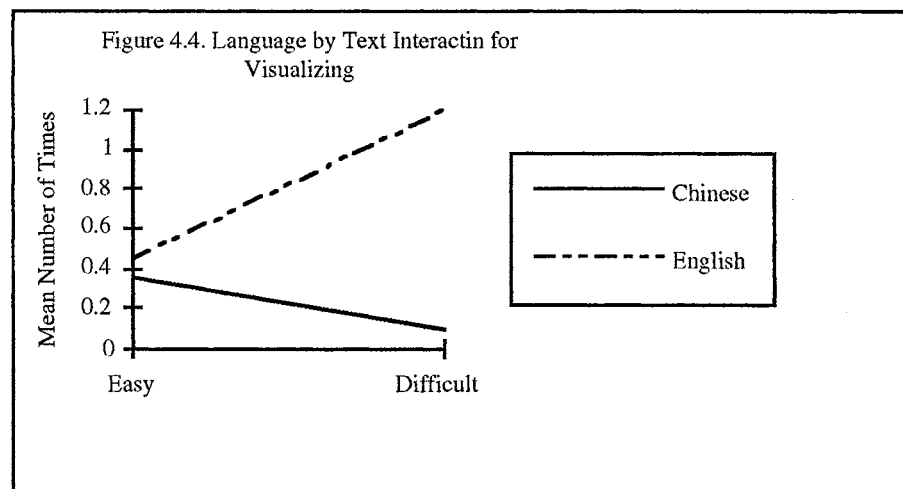 Figure 4.4. Language by Text Interactin for
Visualizing
Mean Number of Times
1.2
1
0.8
0.6
0.4
0.2
0
Easy
Difficult
Chinese
English